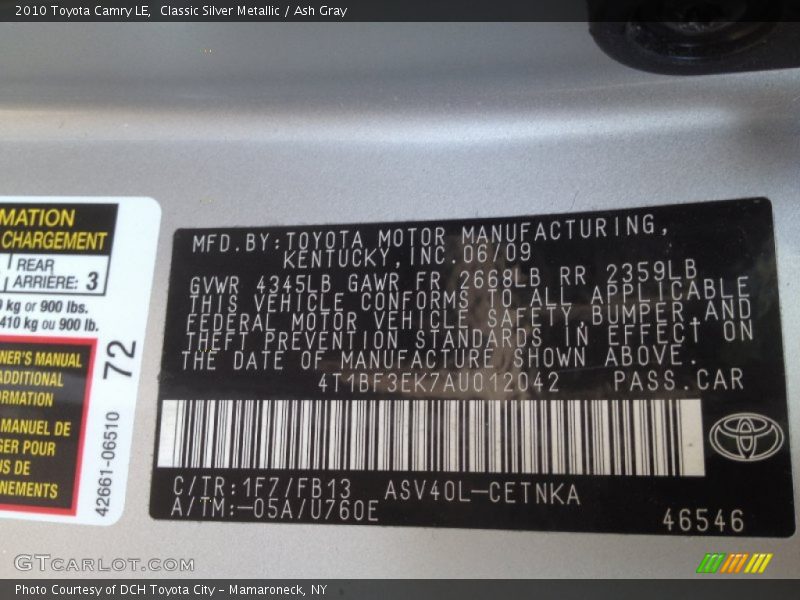 2010 Toyota Camry LE,  Classic Silver Metallic / Ash Gray
MATION
CHARGEMENT
REAR
ARRIÈRE: 3
kg or 900 lbs.
410 kg ou 900 lb.
NER'S MANUAL
ADDITIONAL
ORMATION
MANUEL DE
GER POUR
US DE
NEMENTS
42661-06510 72
MFD.BY:TOYOTA MOTOR MANUFACTURING,
KENTUCKY,INC.06/09
GVWR 4345LB GAWR FR 2668LB RR 2359LB
THIS VEHICLE CONFORMS TO ALL APPLICABLE
FEDERAL MOTOR VEHICLE SAFETY,BUMPER,AND
THEFT PREVENTION STANDARDS IN EFFECT ON
THE DATE OF MANUFACTURE SHOWN ABOVE.
4T1BF3EK7AU012042 PASS.CAR
C/TR:1F7/FB13 ASV40L-CETNKA
A/TM:-05A/U760E
46546
GTCARLOT.COM
Photo Courtesy of DCH Toyota City - Mamaroneck, NY